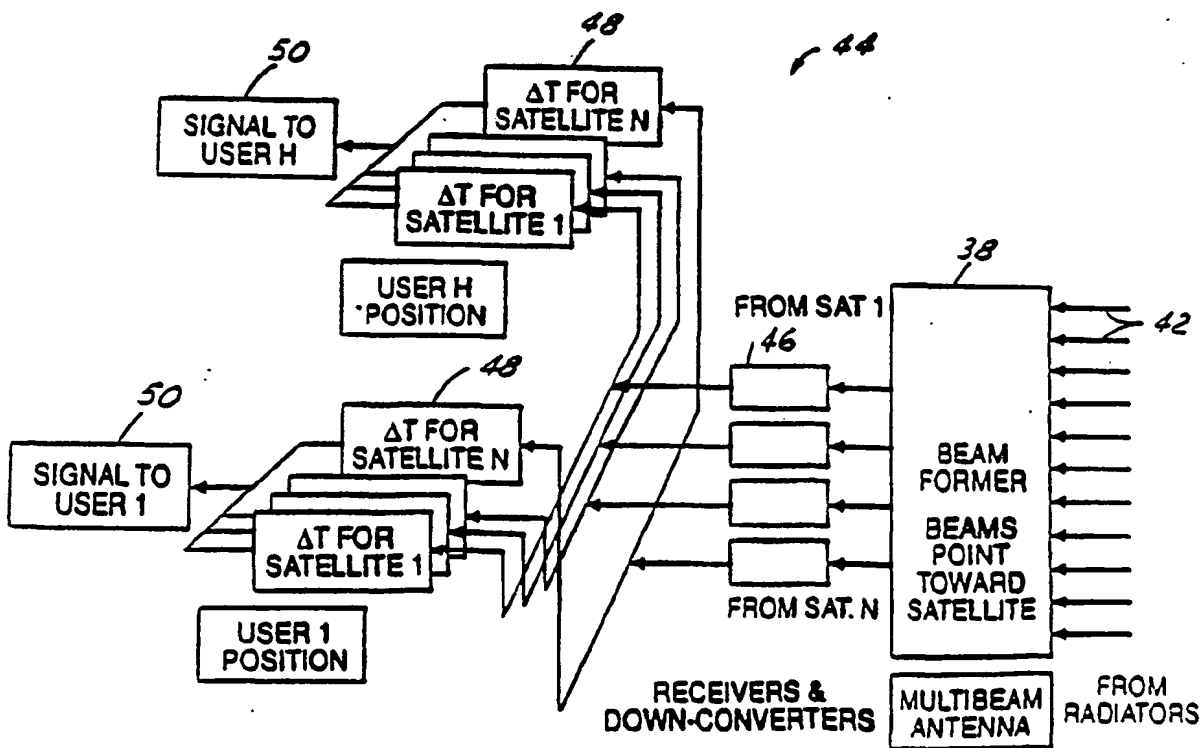 48
44
50
ΔT FOR
SATELLITE N
SIGNAL TO
USER H
ΔT FOR
SATELLITE 1
38
USER H
POSITION
FROM SAT 1
42
46
48
50
ΔT FOR
SATELLITE N
SIGNAL TO
USER 1
BEAM
FORMER
ΔT FOR
SATELLITE 1
BEAMS
POINT
TOWARD
SATELLITE
FROM SAT. N
USER 1
POSITION
RECEIVERS &
DOWN-CONVERTERS
MULTIBEAM
ANTENNA
FROM
RADIATORS